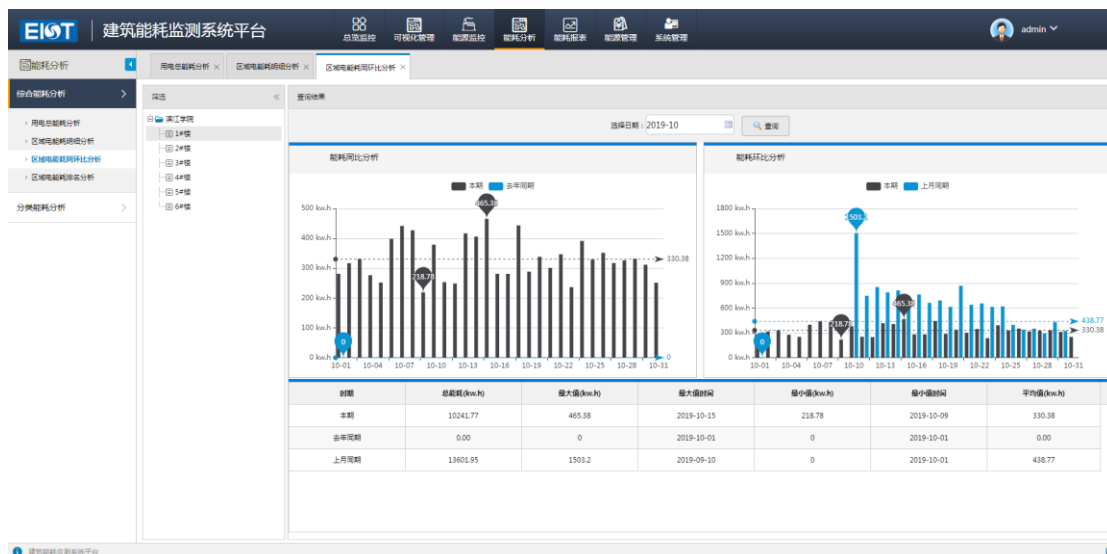 EIOT 建筑能耗监测系统平台
总览监控 可视化管理 能源监控 能耗分析 能耗报表 能源管理 系统管理
admin
能耗分析
用电总能耗分析 × 区域电能耗明细分析 × 区域电能耗同环比分析 ×
综合能耗分析
用电总能耗分析
区域电能耗明细分析
区域电能耗同环比分析
区域电能耗排名分析
分类能耗分析
筛选
滨江学院
1#楼
2#楼
3#楼
4#楼
5#楼
6#楼
查询结果
选择日期: 2019-10 查询
能耗同比分析
本期 去年同期
500 kw.h
400 kw.h
300 kw.h
200 kw.h
100 kw.h
0 kw.h
465.38
218.78
330.38
0
0
10-01 10-04 10-07 10-10 10-13 10-16 10-19 10-22 10-25 10-28 10-31
能耗环比分析
本期 上月同期
1800 kw.h
1500 kw.h
1200 kw.h
900 kw.h
600 kw.h
300 kw.h
0 kw.h
1503.2
465.38
218.78
438.77
330.38
0
10-01 10-04 10-07 10-10 10-13 10-16 10-19 10-22 10-25 10-28 10-31
时期 总能耗(kw.h) 最大值(kw.h) 最大值时间 最小值(kw.h) 最小值时间 平均值(kw.h)
本期 10241.77 465.38 2019-10-15 218.78 2019-10-09 330.38
去年同期 0.00 0 2019-10-01 0 2019-10-01 0.00
上月同期 13601.95 1503.2 2019-09-10 0 2019-10-01 438.77
建筑能耗监测系统平台